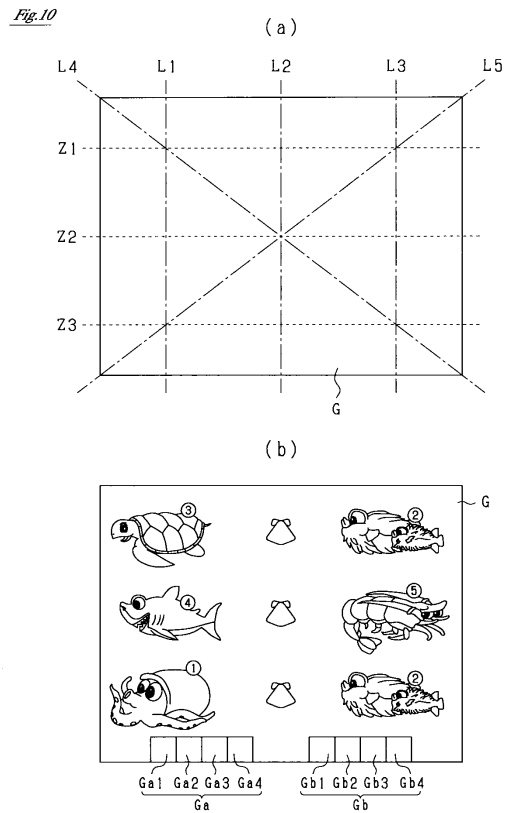 Fig.10
(a)
L4 L1 L2 L3 L5
Z1
Z2
Z3
G
(b)
G
③ ②
④ ⑤
① ②
Ga1 Ga2 Ga3 Ga4 Gb1 Gb2 Gb3 Gb4
Ga Gb